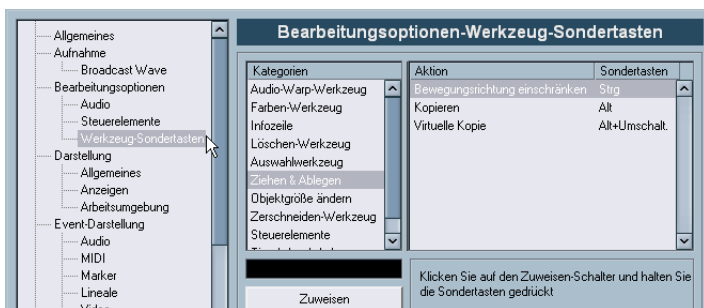 Allgemeines
Aufnahme
Broadcast Wave
Bearbeitungsoptionen
Audio
Steuerelemente
Werkzeug-Sondertasten
Darstellung
Allgemeines
Anzeigen
Arbeitsumgebung
Event-Darstellung
Audio
MIDI
Marker
Lineale
Video
Bearbeitungsoptionen-Werkzeug-Sondertasten
Kategorien
Audio-Warp-Werkzeug
Farben-Werkzeug
Infozeile
Löschen-Werkzeug
Auswahlwerkzeug
Ziehen & Ablegen
Objektgröße ändern
Zerschneiden-Werkzeug
Steuerelemente
Aktion Sondertasten
Bewegungsrichtung einschränken Strg
Kopieren Alt
Virtuelle Kopie Alt+Umschalt.
Zuweisen
Klicken Sie auf den Zuweisen-Schalter und halten Sie
die Sondertasten gedrückt